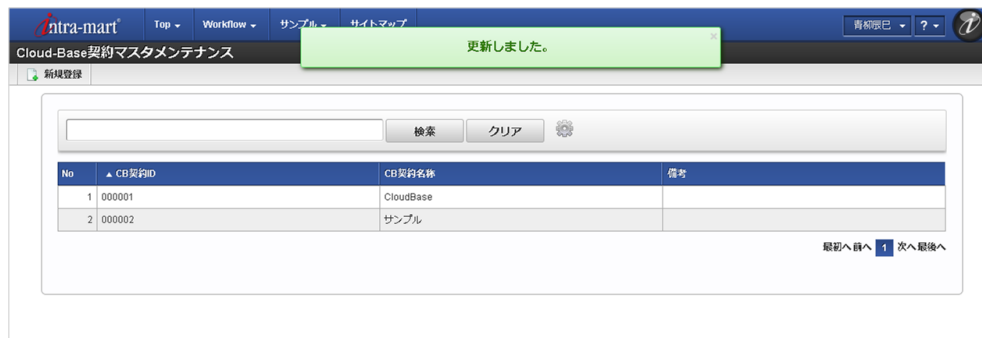 intra-mart Top Workflow サンプル サイトマップ 青柳辰巳 ?
Cloud-Base契約マスタメンテナンス
更新しました。 ×
新規登録
検索 クリア
No ▲ CB契約ID CB契約名称 備考
1 000001 CloudBase
2 000002 サンプル
最初へ 前へ 1 次へ 最後へ